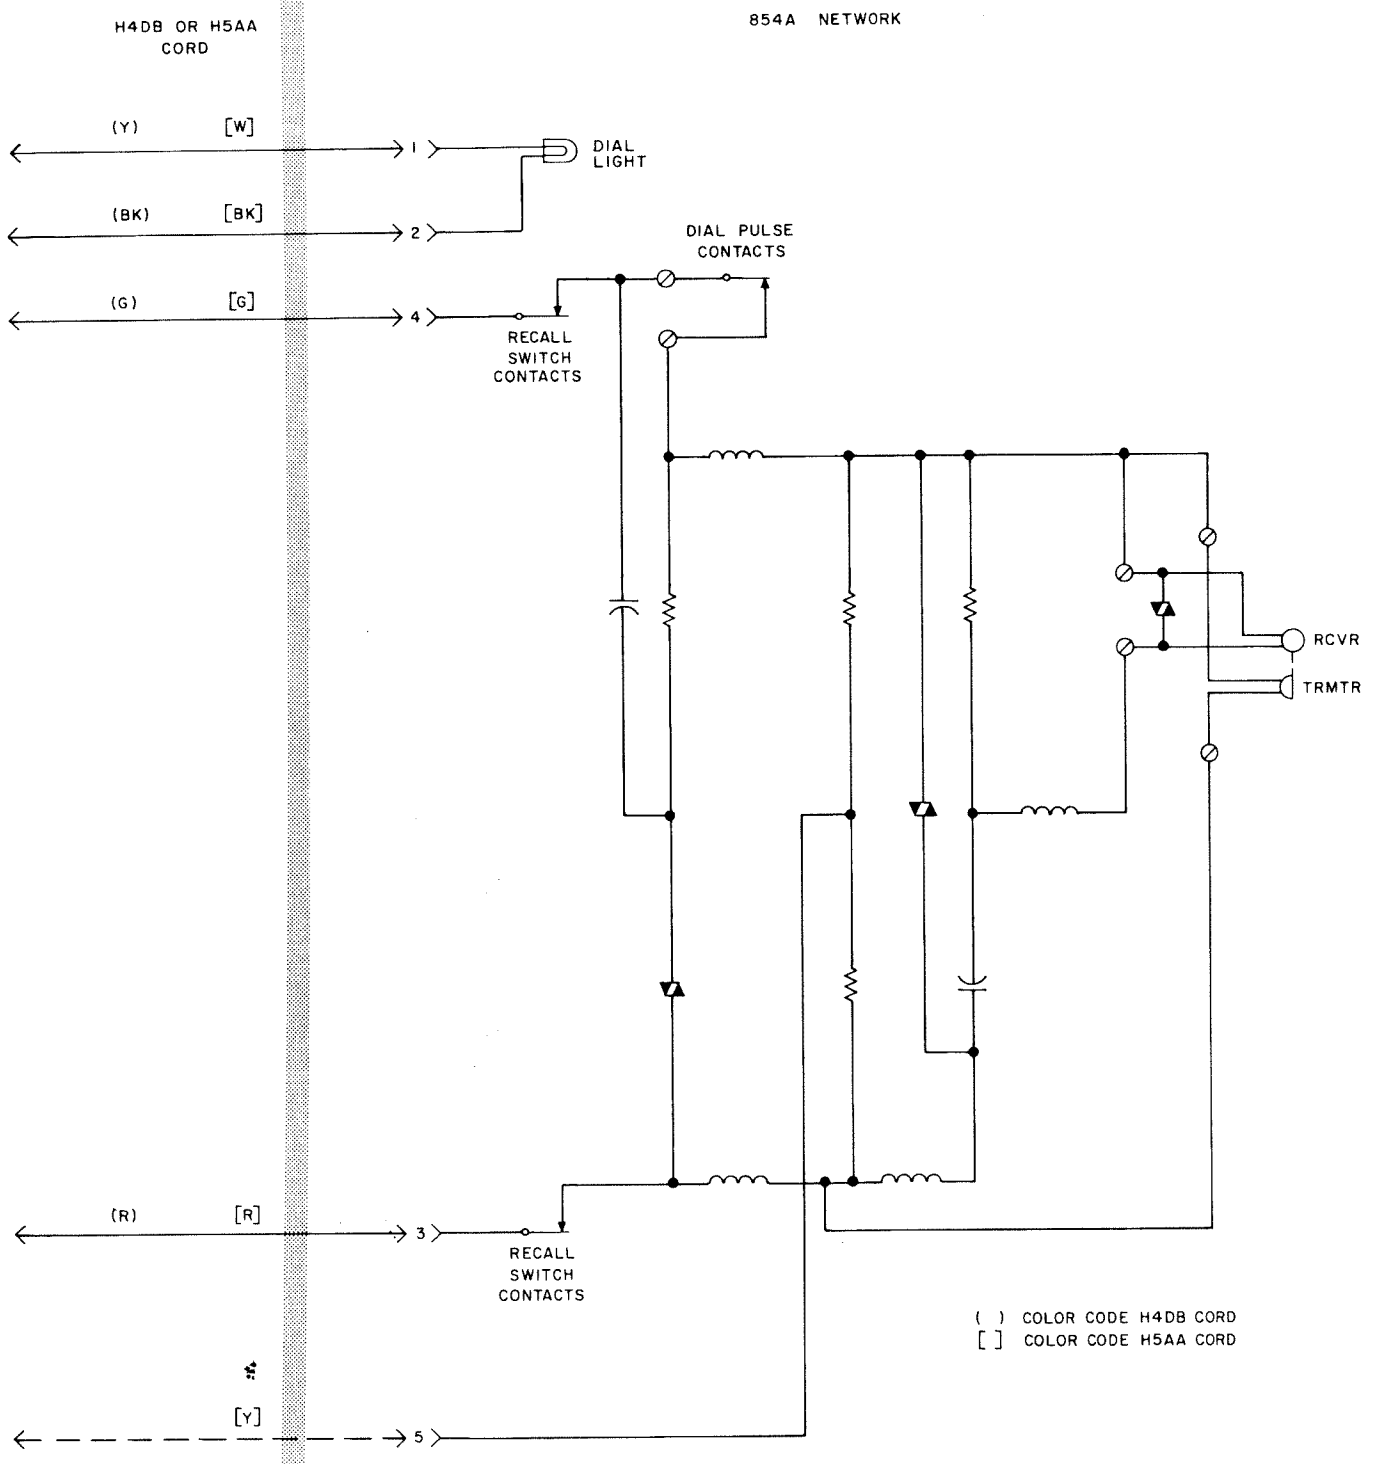 854A NETWORK
H4DB OR H5AA
CORD
(Y) [W]
1
DIAL
LIGHT
(BK) [BK]
2
DIAL PULSE
CONTACTS
(G) [G]
4
RECALL
SWITCH
CONTACTS
RCVR
TRMTR
(R) [R]
3
RECALL
SWITCH
CONTACTS
( ) COLOR CODE H4DB CORD
[ ] COLOR CODE H5AA CORD
[Y]
5